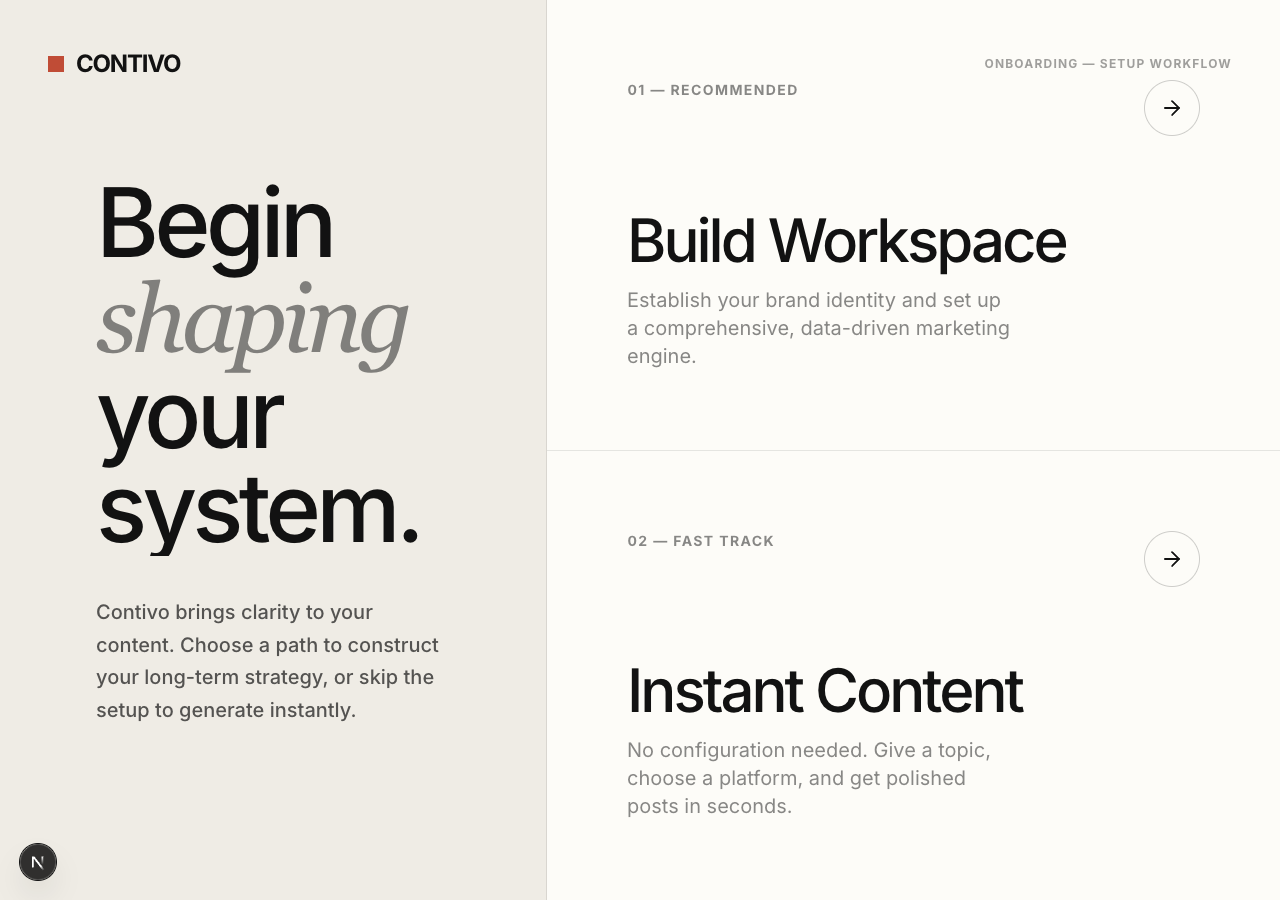 CONTIVO
Begin
shaping
your
system.
Contivo brings clarity to your
content. Choose a path to construct
your long-term strategy, or skip the
setup to generate instantly.
N
ONBOARDING — SETUP WORKFLOW
01 — RECOMMENDED
Build Workspace
Establish your brand identity and set up
a comprehensive, data-driven marketing
engine.
02 — FAST TRACK
Instant Content
No configuration needed. Give a topic,
choose a platform, and get polished
posts in seconds.